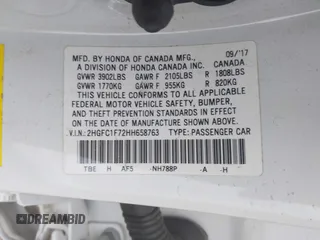 MFD. BY HONDA OF CANADA MFG., 09/'17
A DIVISION OF HONDA CANADA INC. CANADA
GVWR 3902LBS GAWR F 2105LBS R 1808LBS
GVWR 1770KG GAWR F 955KG R 820KG
THIS VEHICLE CONFORMS TO ALL APPLICABLE
FEDERAL MOTOR VEHICLE SAFETY, BUMPER,
AND THEFT PREVENTION STANDARDS IN EFFECT
ON THE DATE OF MANUFACTURE SHOWN ABOVE.
V.I.N.: 2HGFC1F72HH658763 TYPE: PASSENGER CAR
TBE H AF5 -NH788P -A -H
DREAMBID